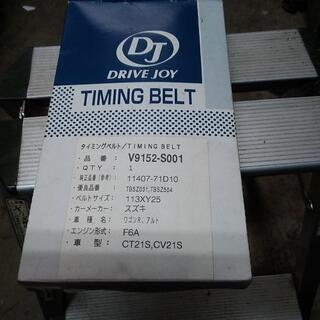 DJ
DRIVE JOY
TIMING BELT
タイミングベルト/TIMING BELT
・品番: V9152-S001
・QTY: 1
・純正品番(参考): 11407-71D10
・優良品番: TBSZ031,TBSZ504
・ベルトサイズ: 113XY25
・カーメーカー: スズキ
・車種名: ワゴンR,アルト
・エンジン形式: F6A
・車型: CT21S,CV21S